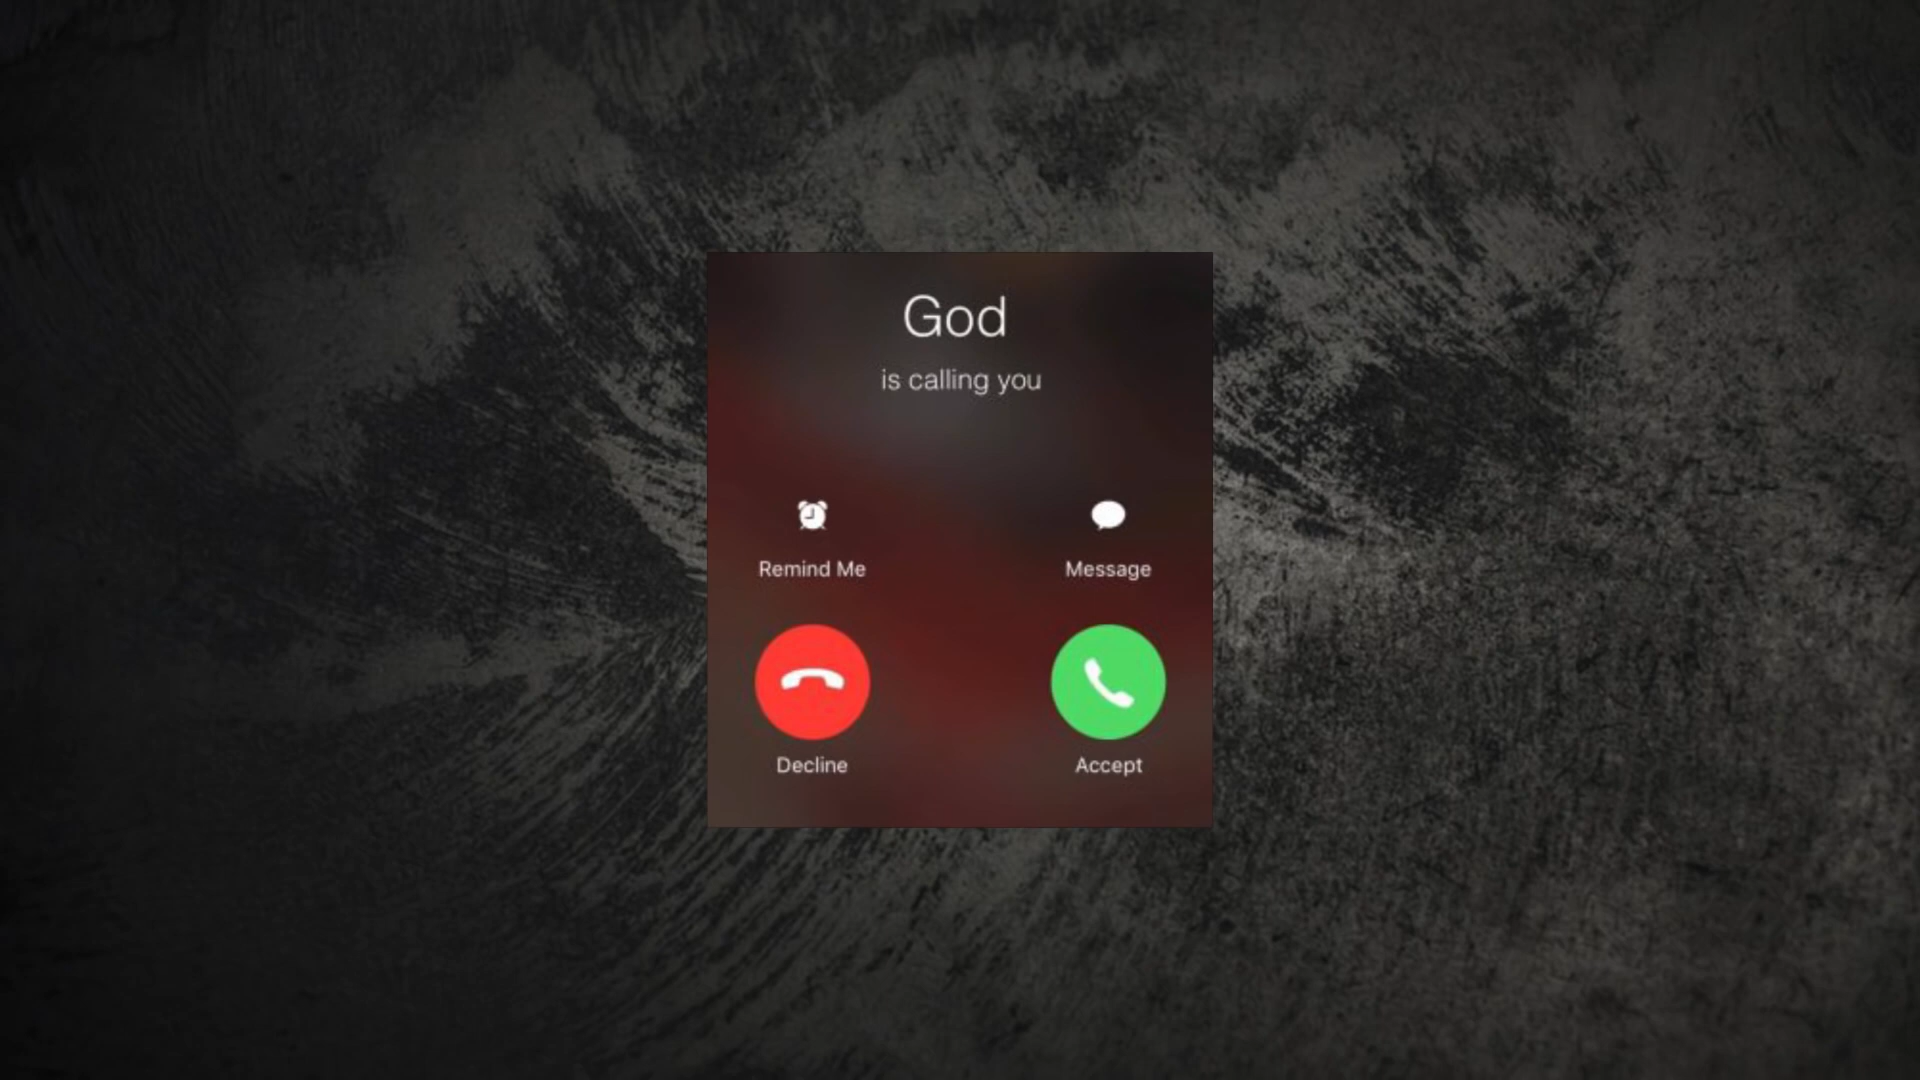 God
is calling you
Remind Me
Message
Decline
Accept